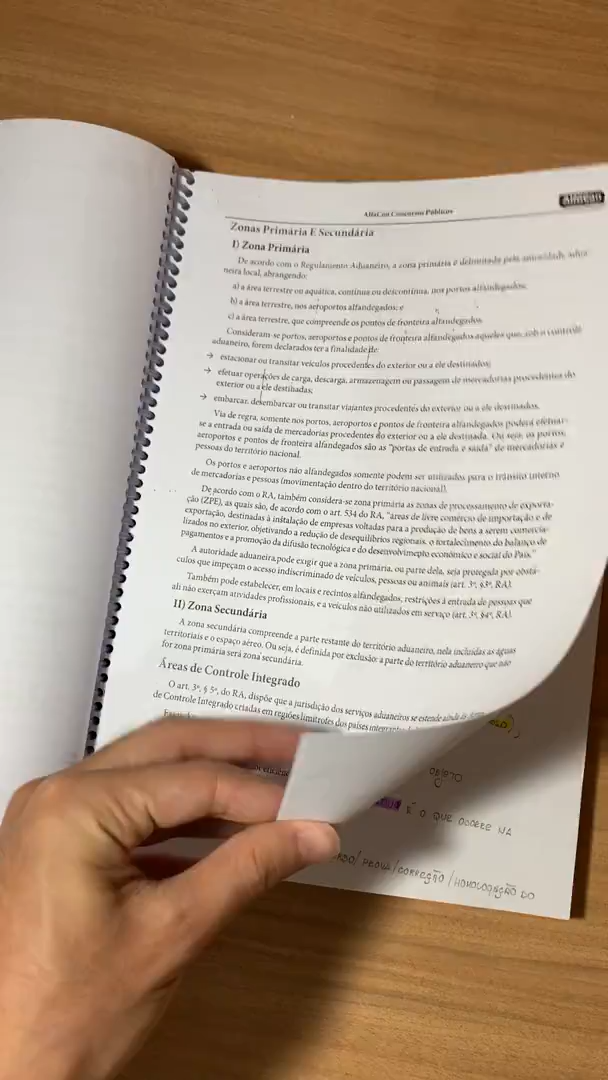 AlfaCon Concursos Públicos
Zonas Primária E Secundária
I) Zona Primária
De acordo com o Regulamento Aduaneiro, a zona primária é delimitada pela autoridade adua-
neira local, abrangendo:
a) a área terrestre ou aquática, contínua ou descontínua, nos portos alfandegados;
b) a área terrestre, nos aeroportos alfandegados; e
c) a área terrestre, que compreende os pontos de fronteira alfandegados.
Consideram-se portos, aeroportos e pontos de fronteira alfandegados aqueles que, sob o controle
aduaneiro, forem declarados ter a finalidade de:
→ estacionar ou transitar veículos procedentes do exterior ou a ele destinados;
→ efetuar operações de carga, descarga, armazenagem ou passagem de mercadorias procedentes do
exterior ou a ele destinadas;
→ embarcar, desembarcar ou transitar viajantes procedentes do exterior ou a ele destinados.
Via de regra, somente nos portos, aeroportos e pontos de fronteira alfandegados poderá efetuar-
se a entrada ou saída de mercadorias procedentes do exterior ou a ele destinada. Ou seja, os portos,
aeroportos e pontos de fronteira alfandegados são as "portas de entrada e saída" de mercadorias e
pessoas do território nacional.
Os portos e aeroportos não alfandegados somente podem ser utilizados para o trânsito interno
de mercadorias e pessoas (movimentação dentro do território nacional).
De acordo com o RA, também considera-se zona primária as zonas de processamento de exporta-
ção (ZPE), as quais são, de acordo com o art. 534 do RA, "áreas de livre comércio de importação e de
exportação, destinadas à instalação de empresas voltadas para a produção de bens a serem comercia-
lizados no exterior, objetivando a redução de desequilíbrios regionais, o fortalecimento do balanço de
pagamentos e a promoção da difusão tecnológica e do desenvolvimento econômico e social do País."
A autoridade aduaneira pode exigir que a zona primária, ou parte dela, seja protegida por obstá-
culos que impeçam o acesso indiscriminado de veículos, pessoas ou animais (art. 3º, §3º, RA).
Também pode estabelecer, em locais e recintos alfandegados, restrições à entrada de pessoas que
ali não exerçam atividades profissionais, e a veículos não utilizados em serviço (art. 3º, §4º, RA).
II) Zona Secundária
A zona secundária compreende a parte restante do território aduaneiro, nela incluídas as águas
territoriais e o espaço aéreo. Ou seja, é definida por exclusão: a parte do território aduaneiro que não
for zona primária será zona secundária.
Áreas de Controle Integrado
O art. 3º, § 5º, do RA, dispõe que a jurisdição dos serviços aduaneiros se estende ainda às
de Controle Integrado criadas em regiões limítrofes dos países
É O QUE OCORRE NA
/ PROVA / CORREÇÃO / HOMOLOGAÇÃO DO